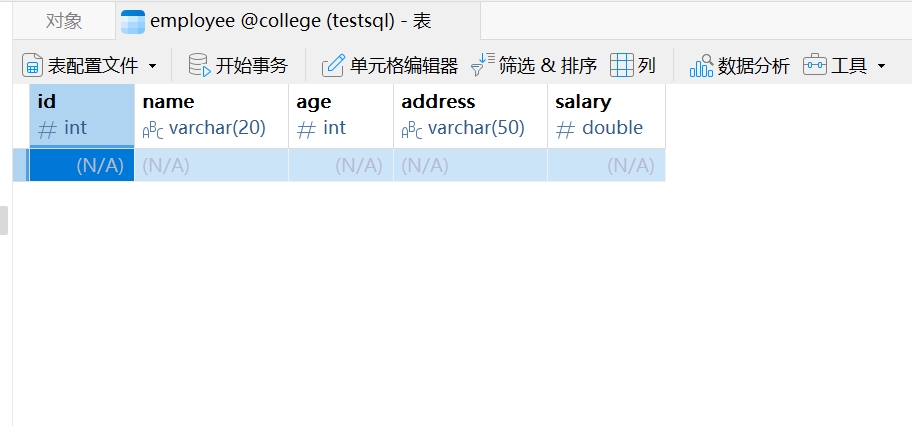 对象 employee @college (testsql) - 表
表配置文件 开始事务 单元格编辑器 筛选 & 排序 列 数据分析 工具
id name age address salary
# int ABC varchar(20) # int ABC varchar(50) # double
(N/A) (N/A) (N/A) (N/A) (N/A)